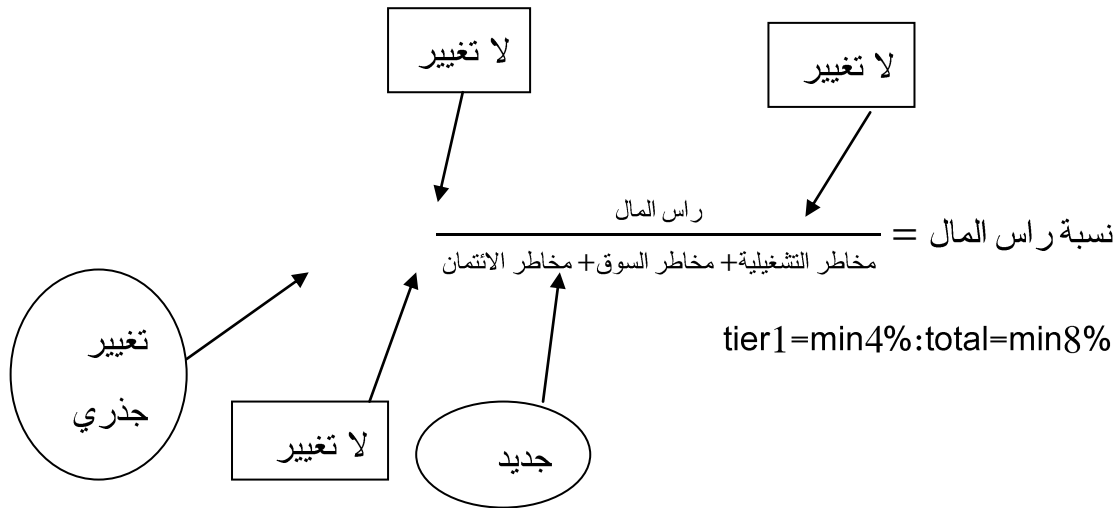 لا تغيير
لا تغيير
نسبة راس المال = راس المال
مخاطر التشغيلية+ مخاطر السوق+ مخاطر الائتمان
tier1=min4%:total=min8%
تغيير
جذري
لا تغيير
جديد